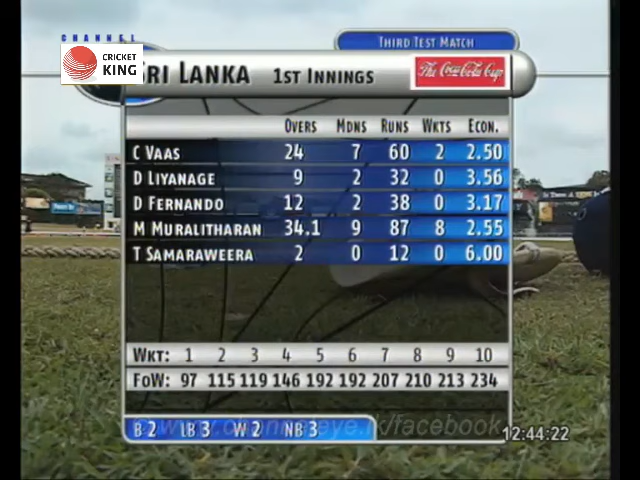 CHANNEL
THIRD TEST MATCH
CRICKET
KING
SRI LANKA 1ST INNINGS
The Coca-Cola Cup
OVERS MDNS RUNS WKTS ECON.
C VAAS 24 7 60 2 2.50
D LIYANAGE 9 2 32 0 3.56
D FERNANDO 12 2 38 0 3.17
M MURALITHARAN 34.1 9 87 8 2.55
T SAMARAWEERA 2 0 12 0 6.00
WKT: 1 2 3 4 5 6 7 8 9 10
FOW: 97 115 119 146 192 192 207 210 213 234
B 2 LB 3 W 2 NB 3
eye.lk/facebook
12:44:22